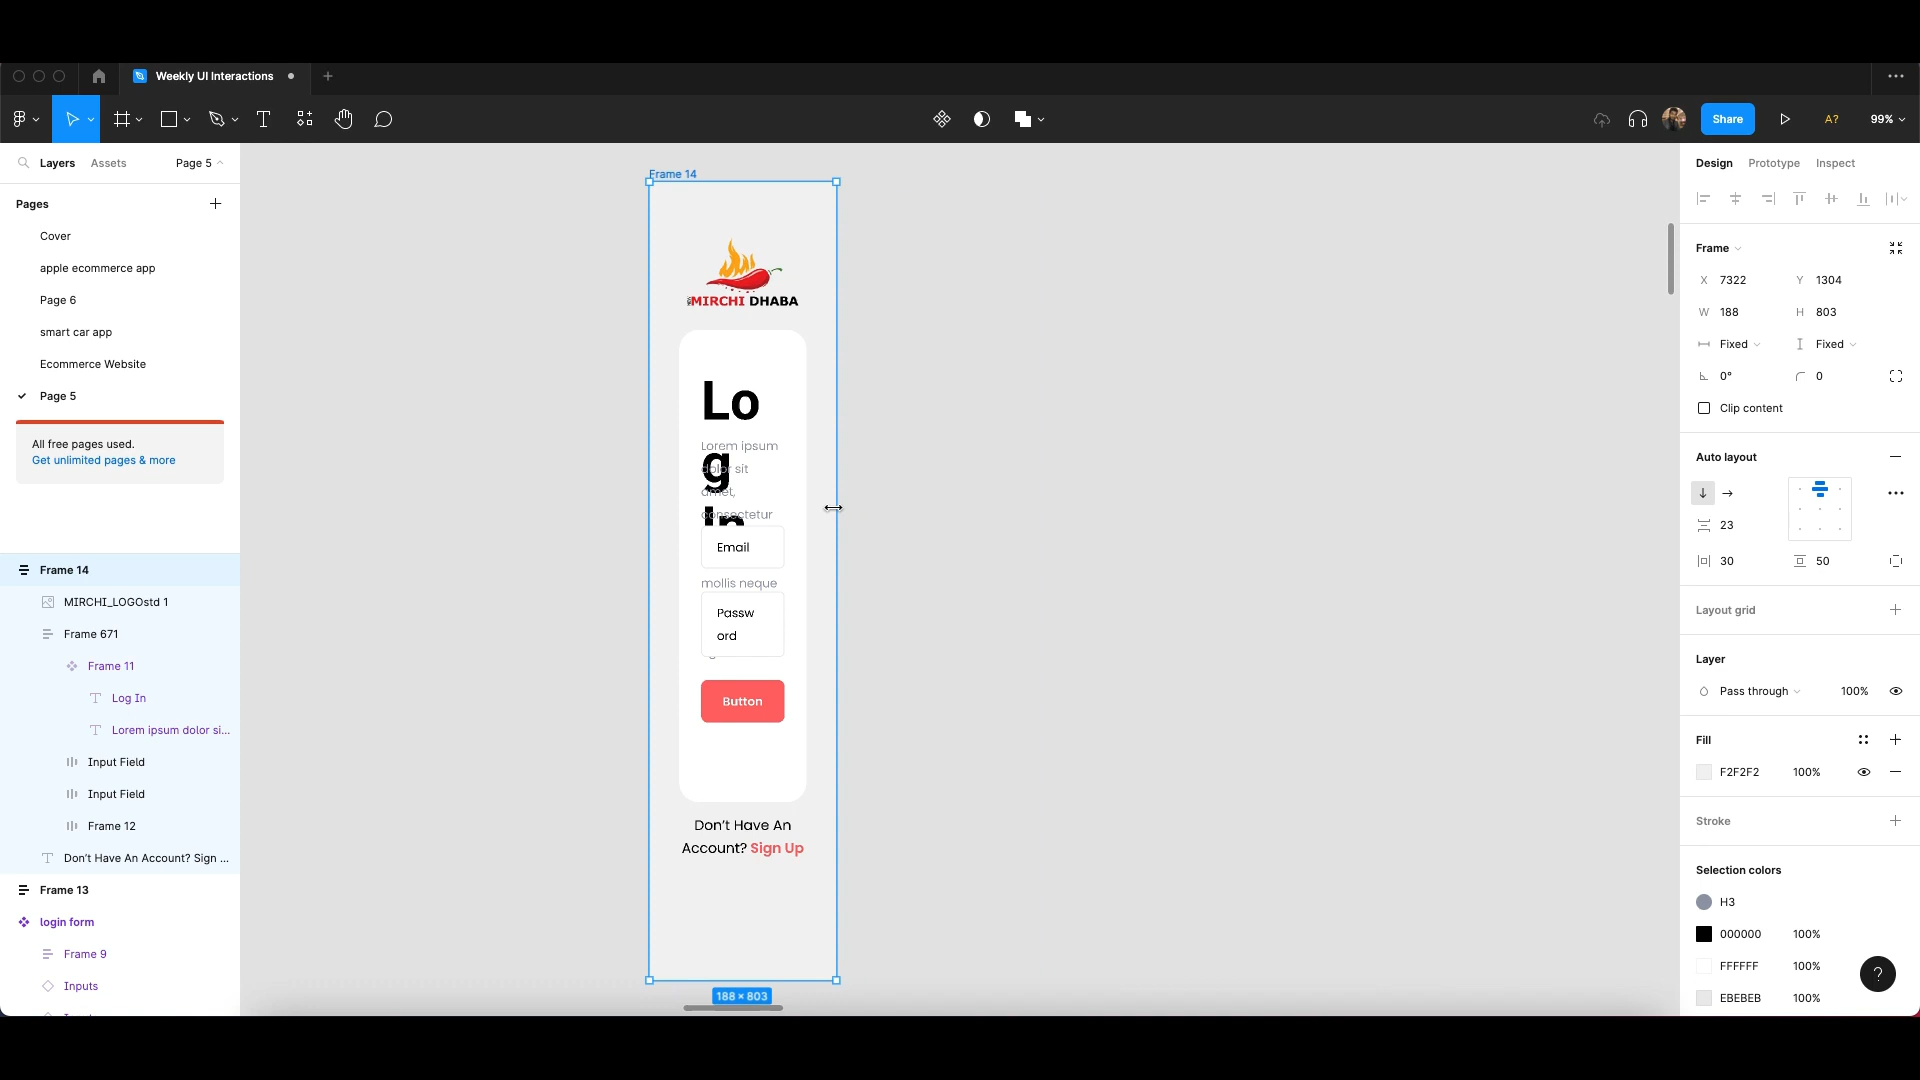 Weekly UI Interactions
Share
A?
99%
Layers
Assets
Page 5
Pages
Cover
apple ecommerce app
Page 6
smart car app
Ecommerce Website
Page 5
All free pages used.
Get unlimited pages & more
Frame 14
MIRCHI_LOGOstd 1
Frame 671
Frame 11
Log In
Lorem ipsum dolor si...
Input Field
Input Field
Frame 12
Don't Have An Account? Sign ...
Frame 13
login form
Frame 9
Inputs
Frame 14
MIRCHI DHABA
Lo
g
In
Lorem ipsum
dolor sit
amet,
consectetur
Email
mollis neque
Passw
ord
Button
Don't Have An
Account? Sign Up
188 × 803
Design
Prototype
Inspect
Frame
X 7322
Y 1304
W 188
H 803
Fixed
Fixed
0°
0
Clip content
Auto layout
23
30
50
Layout grid
Layer
Pass through
100%
Fill
F2F2F2
100%
Stroke
Selection colors
H3
000000
100%
FFFFFF
100%
EBEBEB
100%
?